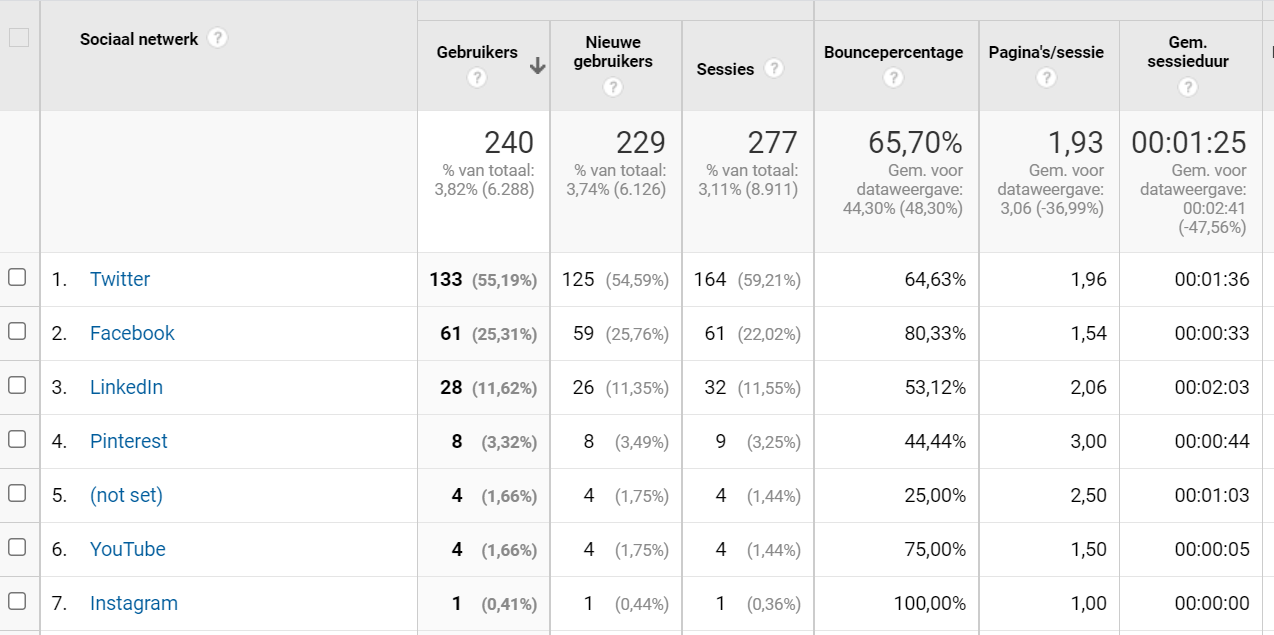 Sociaal netwerk ?
Gebruikers ?
Nieuwe
gebruikers ?
Sessies ?
Bouncepercentage ?
Pagina's/sessie ?
Gem.
sessieduur ?
240
% van totaal:
3,82% (6.288)
229
% van totaal:
3,74% (6.126)
277
% van totaal:
3,11% (8.911)
65,70%
Gem. voor
dataweergave:
44,30% (48,30%)
1,93
Gem. voor
dataweergave:
3,06 (-36,99%)
00:01:25
Gem. voor
dataweergave:
00:02:41
(-47,56%)
1. Twitter 133 (55,19%) 125 (54,59%) 164 (59,21%) 64,63% 1,96 00:01:36
2. Facebook 61 (25,31%) 59 (25,76%) 61 (22,02%) 80,33% 1,54 00:00:33
3. LinkedIn 28 (11,62%) 26 (11,35%) 32 (11,55%) 53,12% 2,06 00:02:03
4. Pinterest 8 (3,32%) 8 (3,49%) 9 (3,25%) 44,44% 3,00 00:00:44
5. (not set) 4 (1,66%) 4 (1,75%) 4 (1,44%) 25,00% 2,50 00:01:03
6. YouTube 4 (1,66%) 4 (1,75%) 4 (1,44%) 75,00% 1,50 00:00:05
7. Instagram 1 (0,41%) 1 (0,44%) 1 (0,36%) 100,00% 1,00 00:00:00